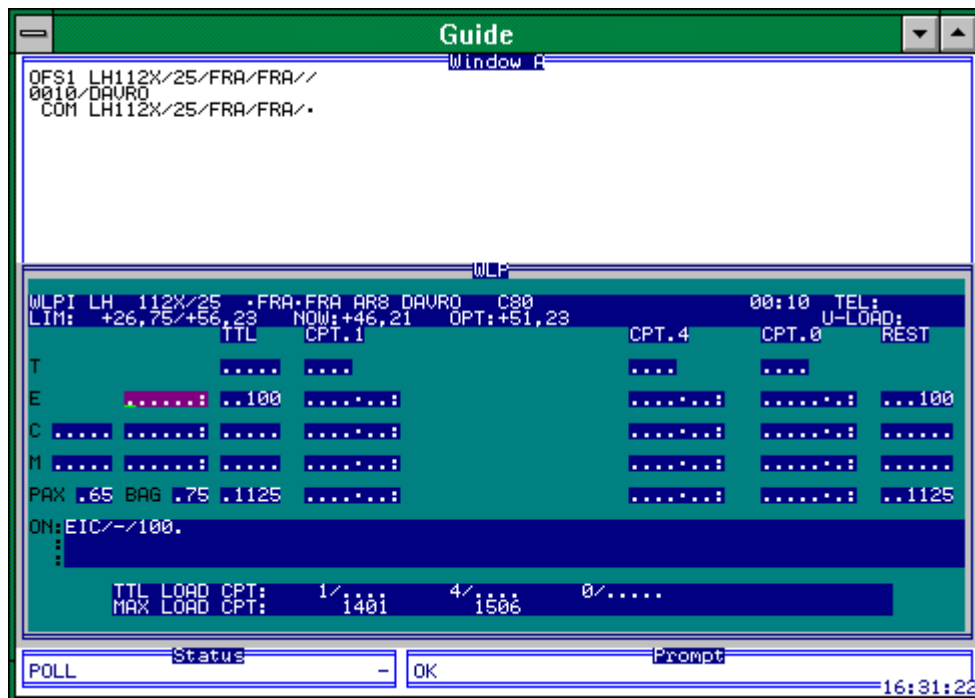 Guide
Window A
OFS1 LH112X/25/FRA/FRA//
0010/DAVRO
COM LH112X/25/FRA/FRA/·
WLP
WLPI LH 112X/25 ·FRA·FRA AR8 DAVRO C80 00:10 TEL:
LIM: +26,75/+56,23 NOW:+46,21 OPT:+51,23 U-LOAD:
TTL CPT.1 CPT.4 CPT.0 REST
T ..... .... .... ....
E ......: ..100 ....·..: ....·..: .....·.: ...100
C ..... ......: ..... ....·..: ....·..: .....·.: ......
M ..... ......: ..... ....·..: ....·..: .....·.: ......
PAX .65 BAG .75 .1125 ....·..: ....·..: .....·.: ..1125
ON:EIC/-/100.
:
:
TTL LOAD CPT: 1/.... 4/.... 0/.....
MAX LOAD CPT: 1401 1506
Status
Prompt
POLL -
OK
16:31:22